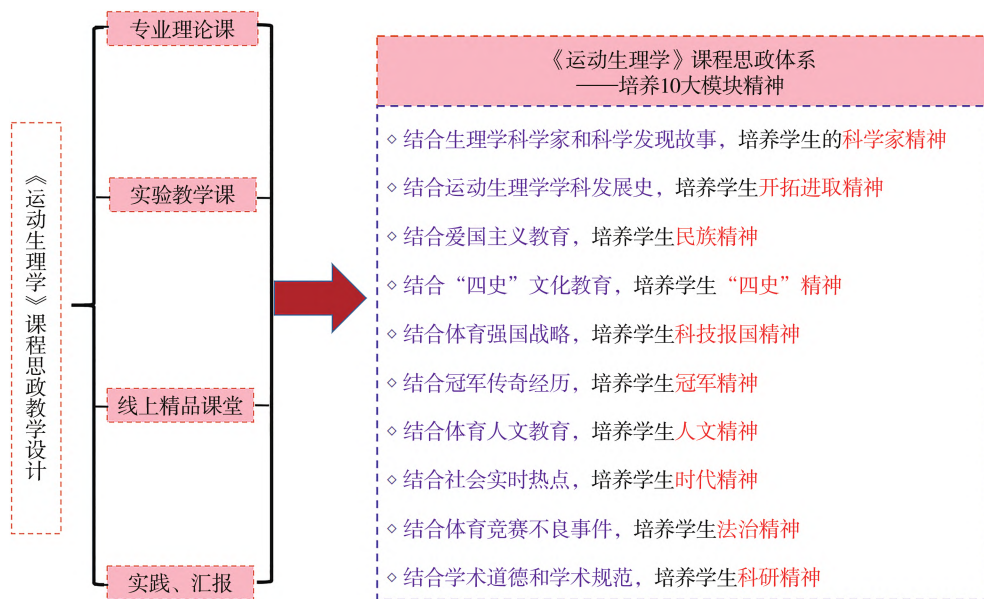 《运动生理学》课程思政教学设计
专业理论课
实验教学课
线上精品课堂
实践、汇报
《运动生理学》课程思政体系
——培养10大模块精神
◇ 结合生理学科学家和科学发现故事，培养学生的科学家精神
◇ 结合运动生理学学科发展史，培养学生开拓进取精神
◇ 结合爱国主义教育，培养学生民族精神
◇ 结合“四史”文化教育，培养学生“四史”精神
◇ 结合体育强国战略，培养学生科技报国精神
◇ 结合冠军传奇经历，培养学生冠军精神
◇ 结合体育人文教育，培养学生人文精神
◇ 结合社会实时热点，培养学生时代精神
◇ 结合体育竞赛不良事件，培养学生法治精神
◇ 结合学术道德和学术规范，培养学生科研精神